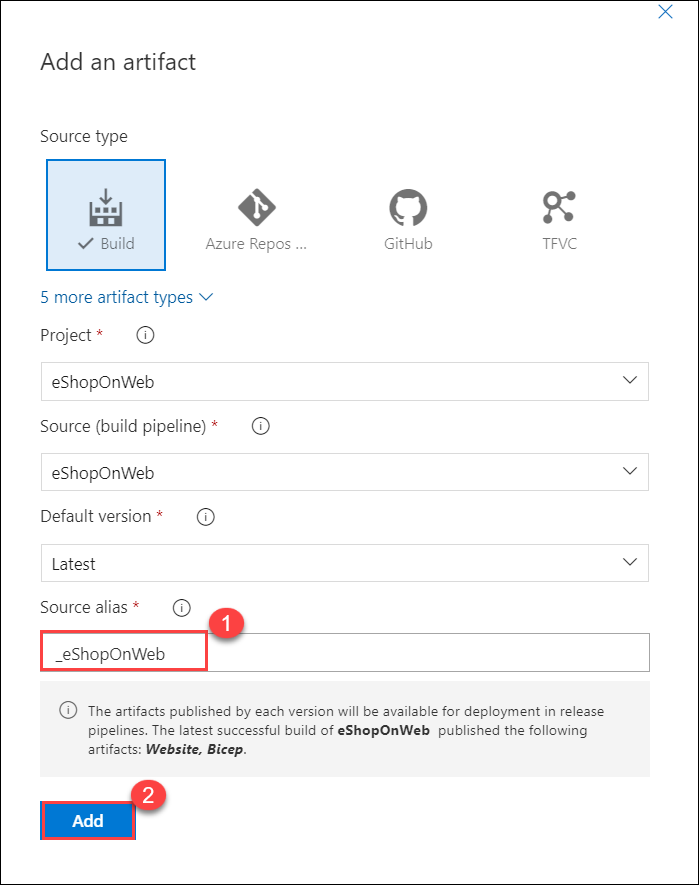 Add an artifact
Source type
Build
Azure Repos ...
GitHub
TFVC
5 more artifact types
Project *
eShopOnWeb
Source (build pipeline) *
eShopOnWeb
Default version *
Latest
Source alias *
1
_eShopOnWeb
The artifacts published by each version will be available for deployment in release
pipelines. The latest successful build of eShopOnWeb published the following
artifacts: Website, Bicep.
2
Add